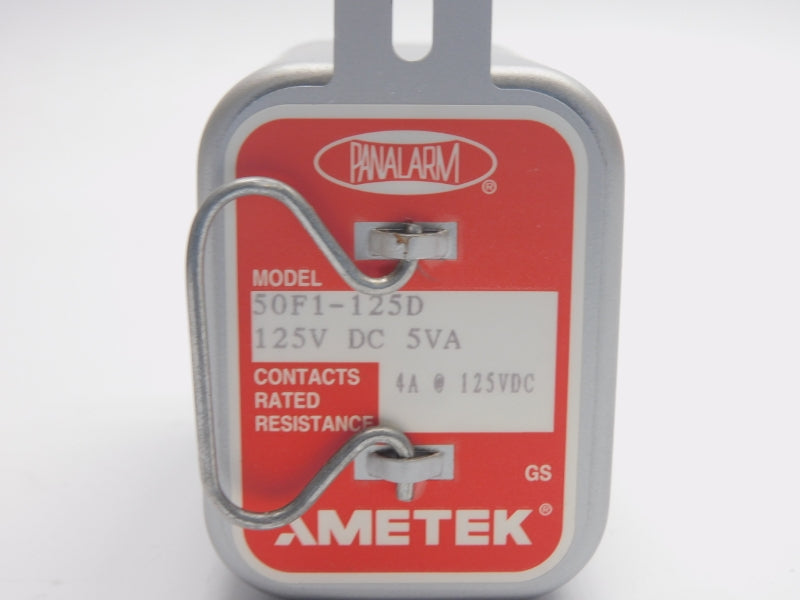 PANALARM®
MODEL
50F1-125D
125V DC 5VA
CONTACTS
RATED
RESISTANCE
4A @ 125VDC
GS
AMETEK®